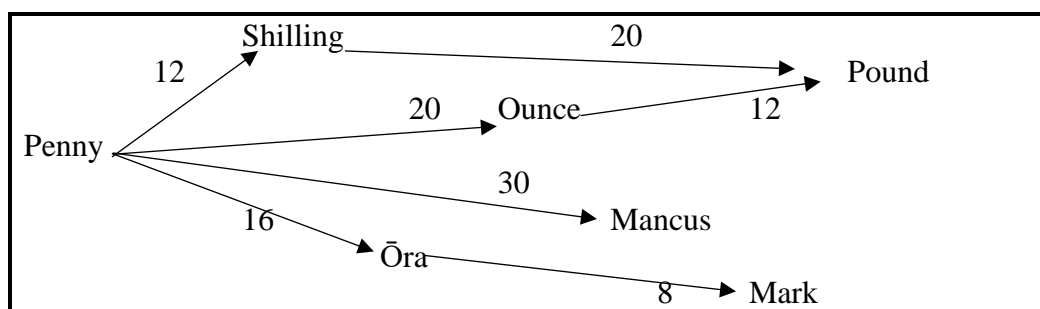 Shilling
20
12
Pound
20
Ounce
12
Penny
30
16
Mancus
Ōra
8
Mark